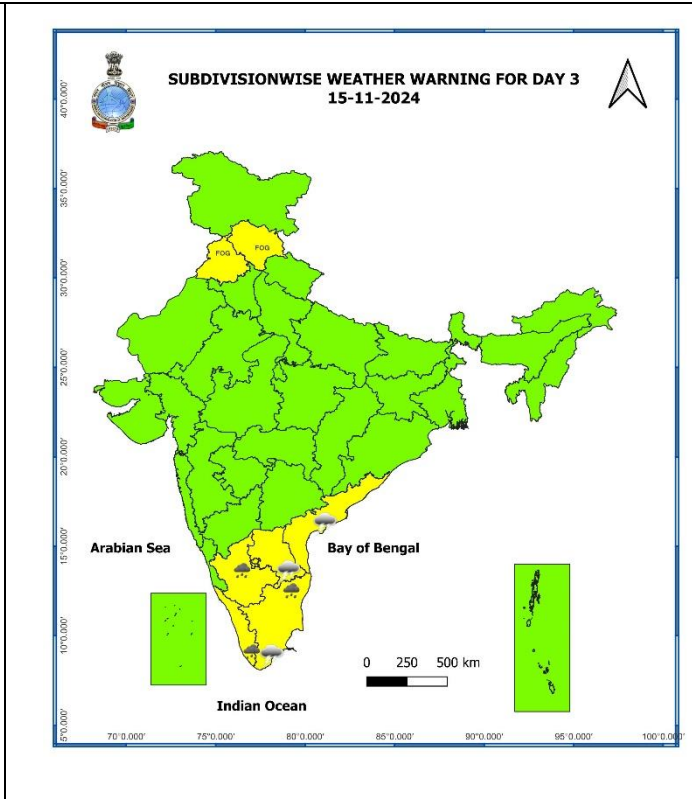 SUBDIVISIONWISE WEATHER WARNING FOR DAY 3
15-11-2024
40°0.000'
35°0.000'
30°0.000'
25°0.000'
20°0.000'
15°0.000'
10°0.000'
5°0.000'
FOG
FOG
Arabian Sea
Bay of Bengal
0 250 500 km
Indian Ocean
70°0.000' 75°0.000' 80°0.000' 85°0.000' 90°0.000' 95°0.000' 100°0.000'